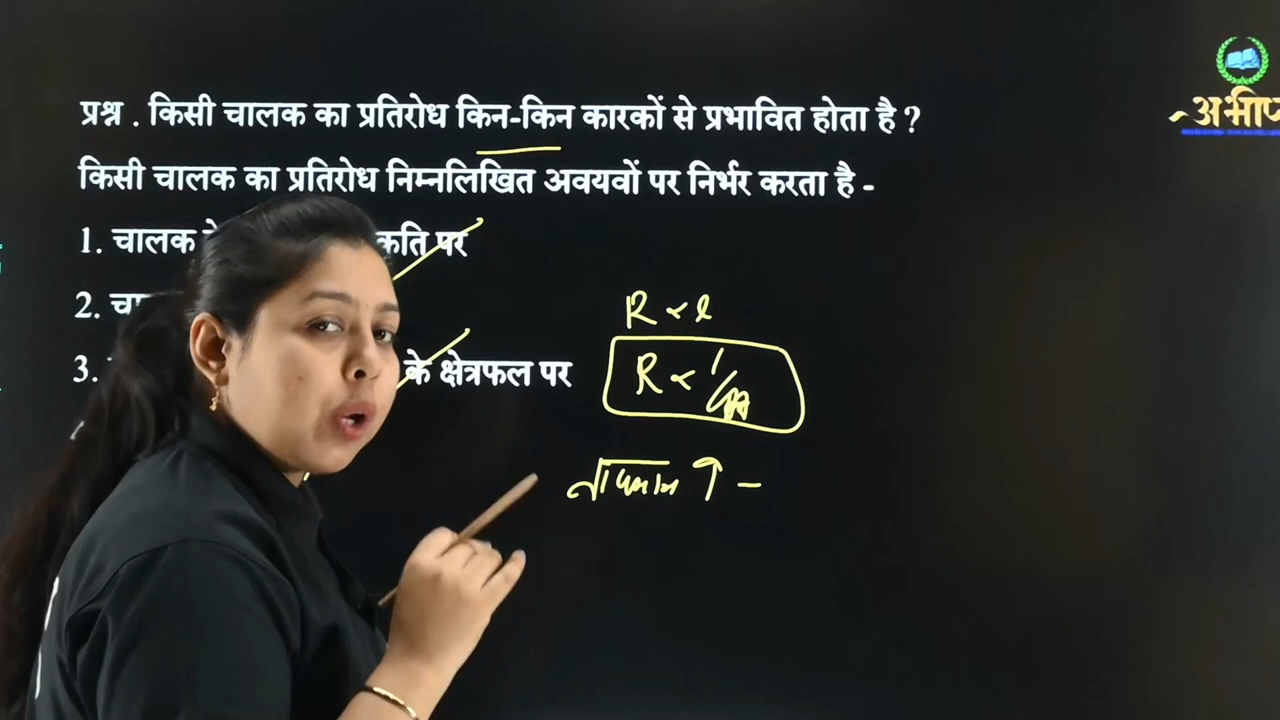 प्रश्न . किसी चालक का प्रतिरोध किन-किन कारकों से प्रभावित होता है ?
किसी चालक का प्रतिरोध निम्नलिखित अवयवों पर निर्भर करता है -
1. चालक पर
2.
3. के क्षेत्रफल पर
R ∝ l
R ∝ 1/A
तापमान ↑ -